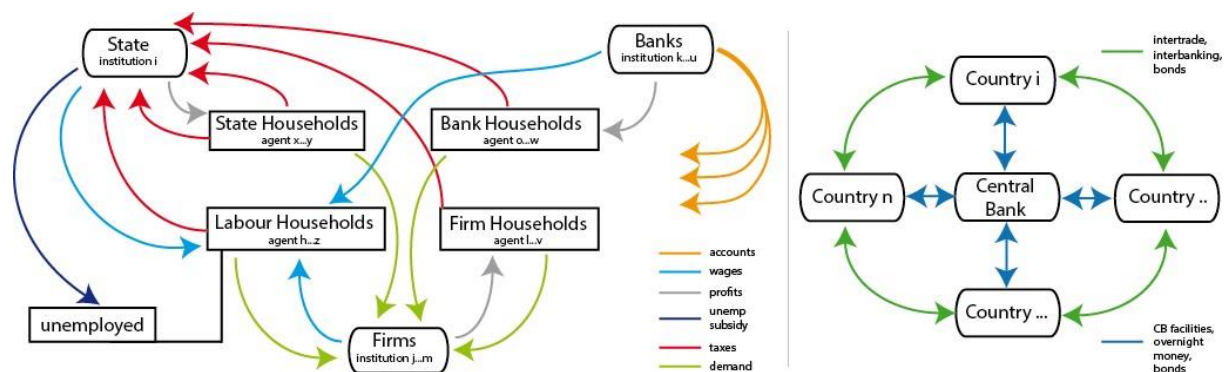 State
institution i
Banks
institution k...u
State Households
agent x...y
Bank Households
agent o...w
Labour Households
agent h...z
Firm Households
agent l...v
unemployed
Firms
institution j...m
accounts
wages
profits
unemp
subsidy
taxes
demand
intertrade,
interbanking,
bonds
Country i
Country n
Central
Bank
Country ..
Country ...
CB facilities,
overnight
money,
bonds